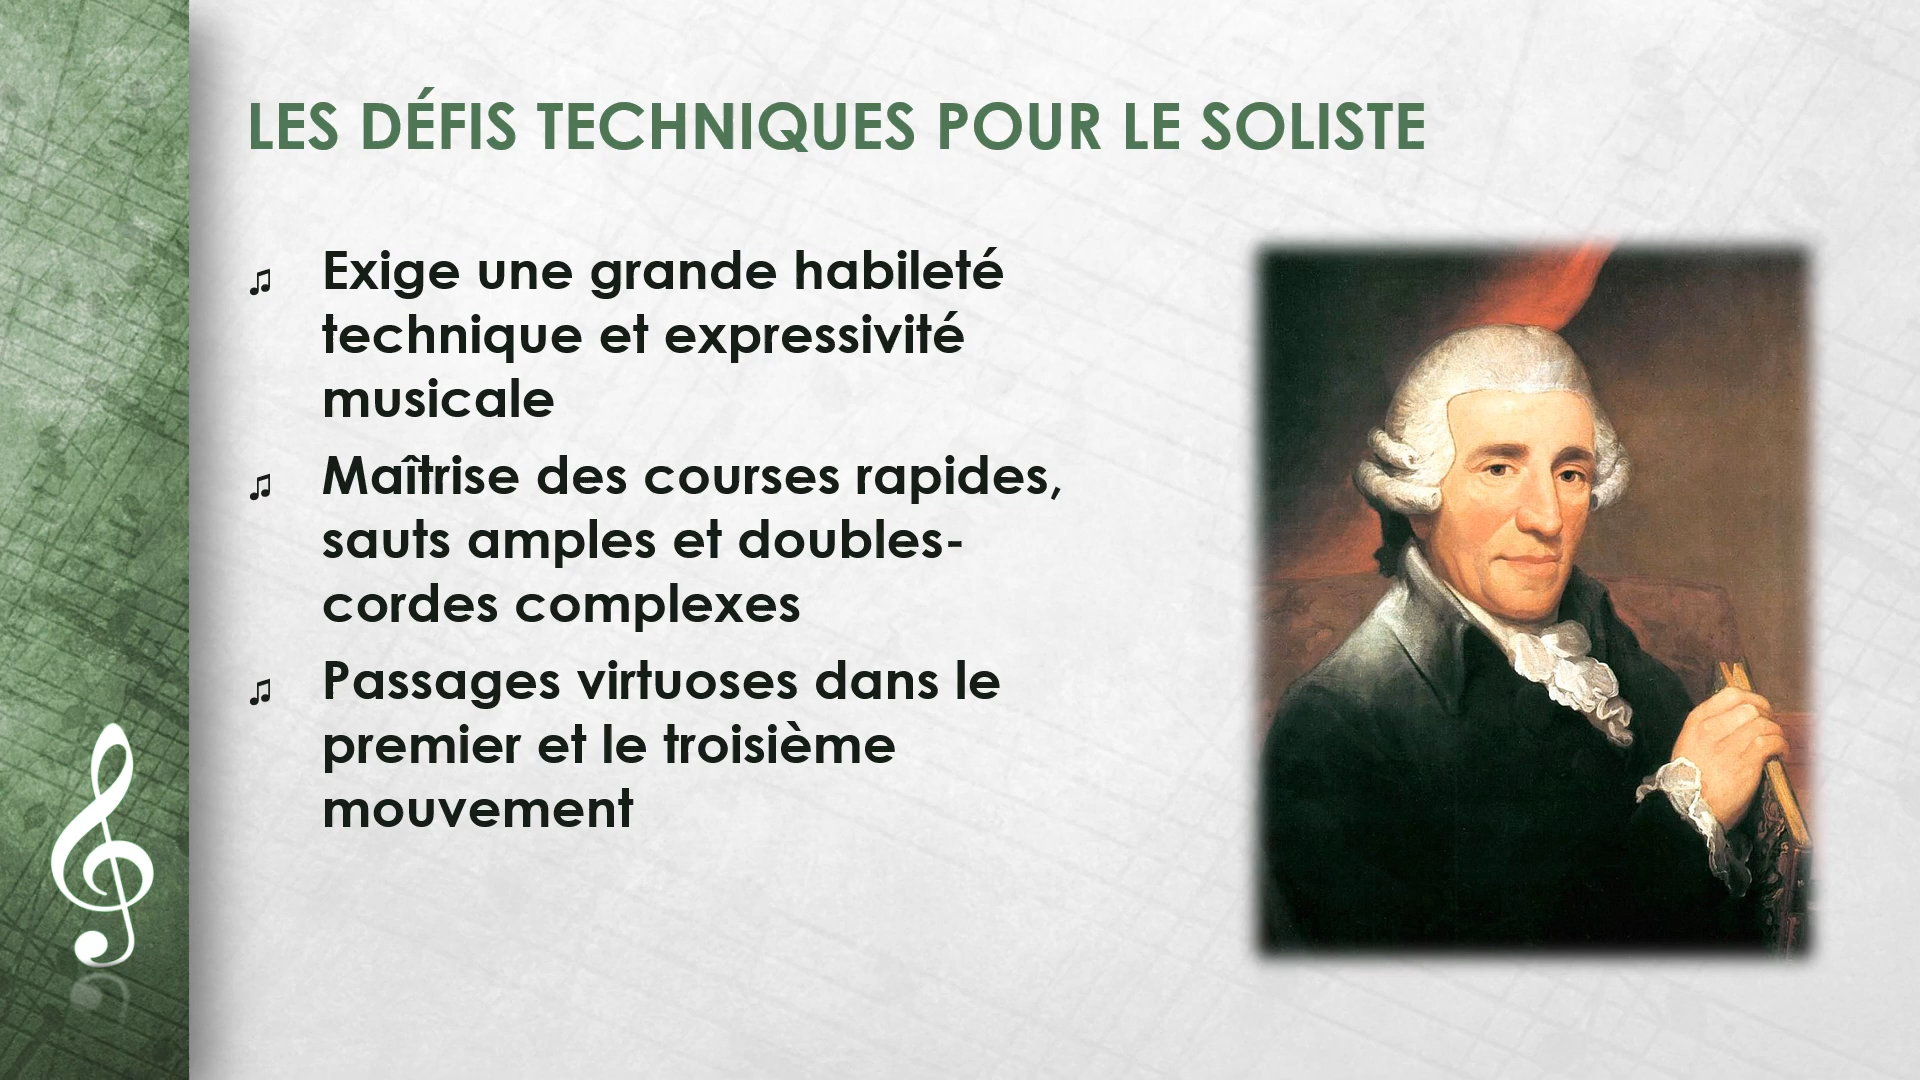 LES DÉFIS TECHNIQUES POUR LE SOLISTE
♫ Exige une grande habileté
technique et expressivité
musicale
♫ Maîtrise des courses rapides,
sauts amples et doubles-
cordes complexes
♫ Passages virtuoses dans le
premier et le troisième
mouvement